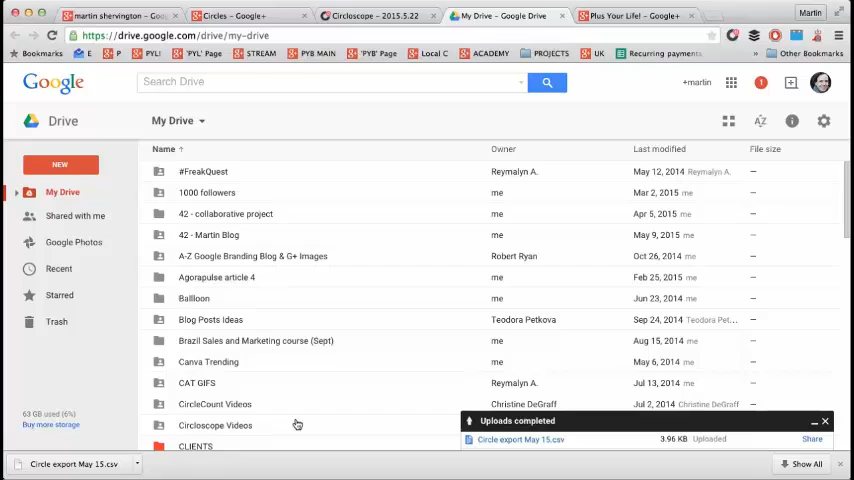 martin shervington - Goo
Circles - Google+
Circloscope - 2015.5.22
My Drive - Google Drive
Plus Your Life! - Google+
Martin
https://drive.google.com/drive/my-drive
Bookmarks
E
P
'PYL' Page
STREAM
PYB MAIN
'PYB' Page
Local C
ACADEMY
PROJECTS
UK
Recurring payments
»
Other Bookmarks
Google
Search Drive
+martin
1
Drive
My Drive
AZ
Name ↑
Owner
Last modified
File size
NEW
My Drive
Shared with me
Google Photos
Recent
Starred
Trash
63 GB used (6%)
Buy more storage
#FreakQuest Reymalyn A. May 12, 2014 Reymalyn A. —
1000 followers me Mar 2, 2015 me —
42 - collaborative project me Apr 5, 2015 me —
42 - Martin Blog me May 9, 2015 me —
A-Z Google Branding Blog & G+ Images Robert Ryan Oct 26, 2014 me —
Agorapulse article 4 me Feb 25, 2015 me —
Ballloon me Jun 23, 2014 me —
Blog Posts Ideas Teodora Petkova Sep 24, 2014 Teodora Pet... —
Brazil Sales and Marketing course (Sept) me Aug 15, 2014 me —
Canva Trending me May 6, 2014 me —
CAT GIFS Reymalyn A. Jul 13, 2014 me —
CircleCount Videos Christine DeGraff Jul 2, 2014 Christine DeGraff —
Circloscope Videos
CLIENTS
Uploads completed
Circle export May 15.csv 3.96 KB Uploaded Share
Circle export May 15.csv
Show All